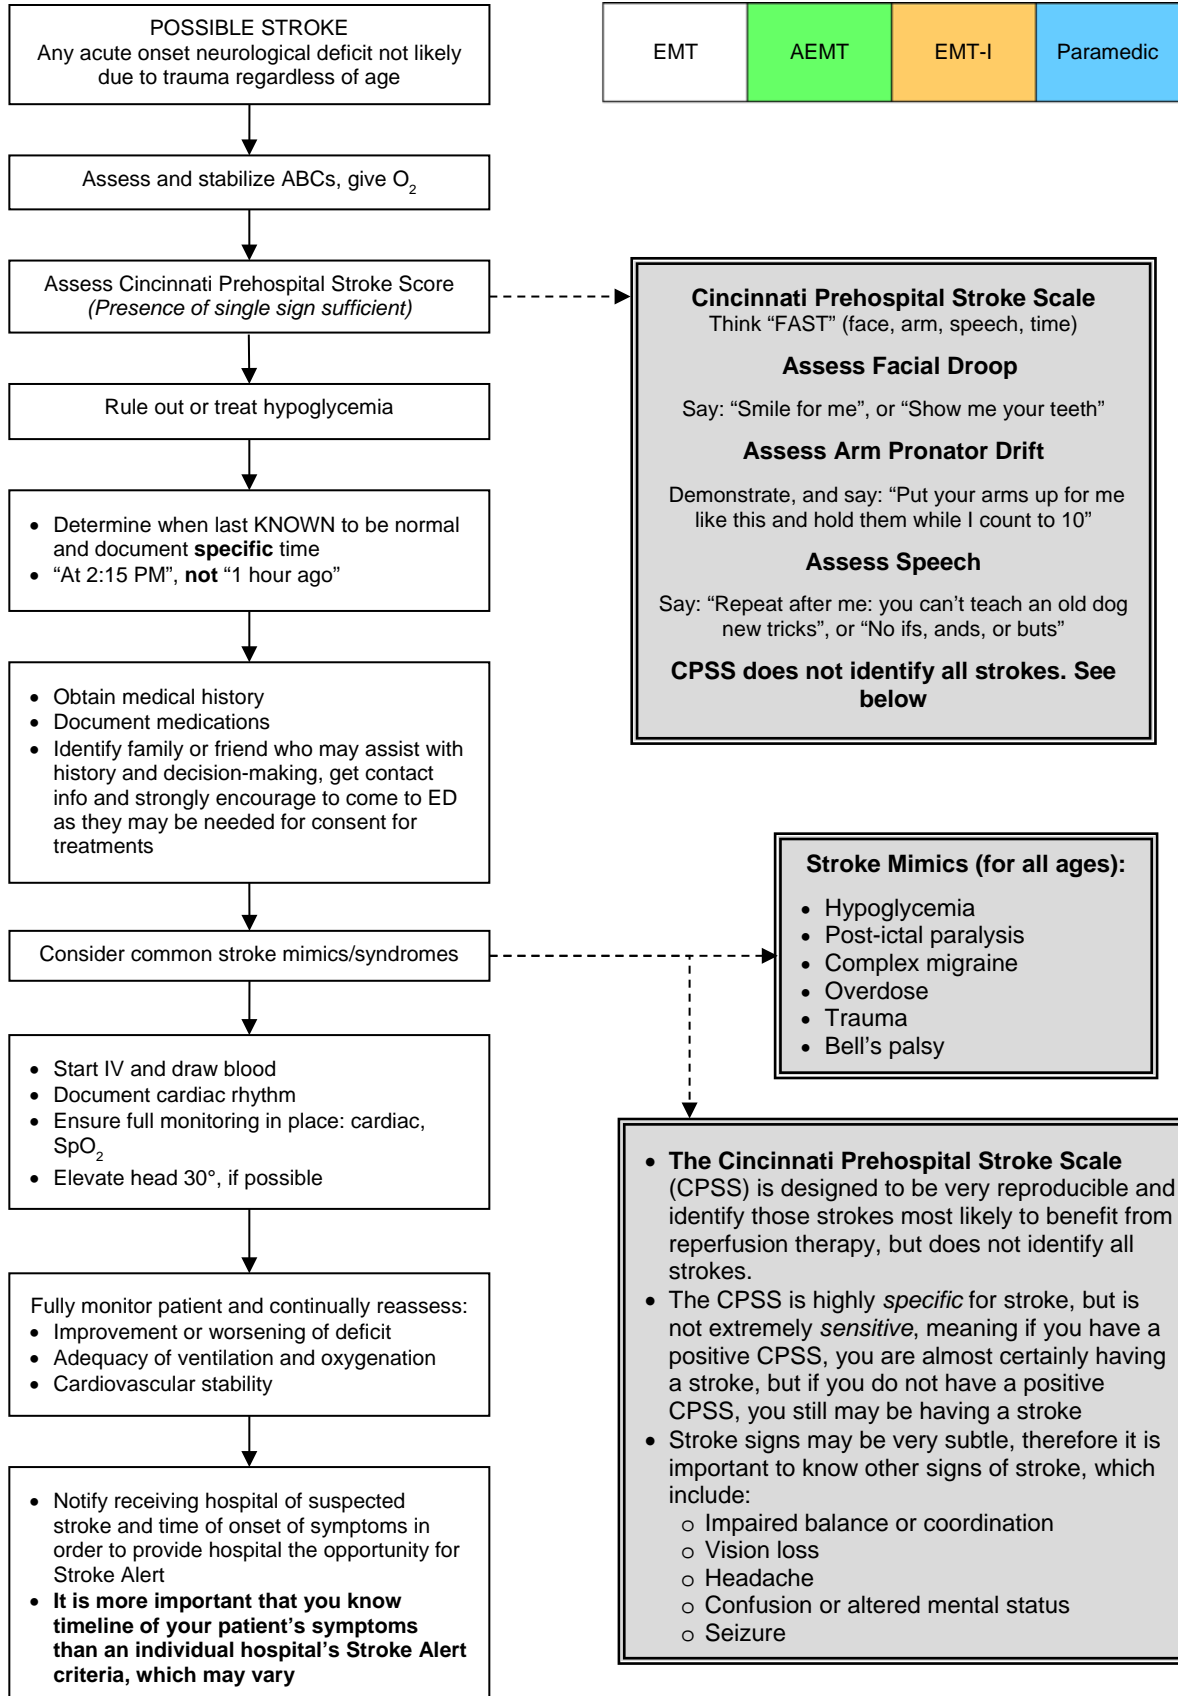 POSSIBLE STROKE
Any acute onset neurological deficit not likely
due to trauma regardless of age
EMT
AEMT
EMT-I
Paramedic
Assess and stabilize ABCs, give O2
Assess Cincinnati Prehospital Stroke Score
(Presence of single sign sufficient)
Rule out or treat hypoglycemia
• Determine when last KNOWN to be normal
and document specific time
• “At 2:15 PM”, not “1 hour ago”
• Obtain medical history
• Document medications
• Identify family or friend who may assist with
history and decision-making, get contact
info and strongly encourage to come to ED
as they may be needed for consent for
treatments
Consider common stroke mimics/syndromes
• Start IV and draw blood
• Document cardiac rhythm
• Ensure full monitoring in place: cardiac,
SpO2
• Elevate head 30°, if possible
Fully monitor patient and continually reassess:
• Improvement or worsening of deficit
• Adequacy of ventilation and oxygenation
• Cardiovascular stability
• Notify receiving hospital of suspected
stroke and time of onset of symptoms in
order to provide hospital the opportunity for
Stroke Alert
• It is more important that you know
timeline of your patient’s symptoms
than an individual hospital’s Stroke Alert
criteria, which may vary
Cincinnati Prehospital Stroke Scale
Think “FAST” (face, arm, speech, time)
Assess Facial Droop
Say: “Smile for me”, or “Show me your teeth”
Assess Arm Pronator Drift
Demonstrate, and say: “Put your arms up for me
like this and hold them while I count to 10”
Assess Speech
Say: “Repeat after me: you can’t teach an old dog
new tricks”, or “No ifs, ands, or buts”
CPSS does not identify all strokes. See
below
Stroke Mimics (for all ages):
• Hypoglycemia
• Post-ictal paralysis
• Complex migraine
• Overdose
• Trauma
• Bell’s palsy
• The Cincinnati Prehospital Stroke Scale
(CPSS) is designed to be very reproducible and
identify those strokes most likely to benefit from
reperfusion therapy, but does not identify all
strokes.
• The CPSS is highly specific for stroke, but is
not extremely sensitive, meaning if you have a
positive CPSS, you are almost certainly having
a stroke, but if you do not have a positive
CPSS, you still may be having a stroke
• Stroke signs may be very subtle, therefore it is
important to know other signs of stroke, which
include:
o Impaired balance or coordination
o Vision loss
o Headache
o Confusion or altered mental status
o Seizure